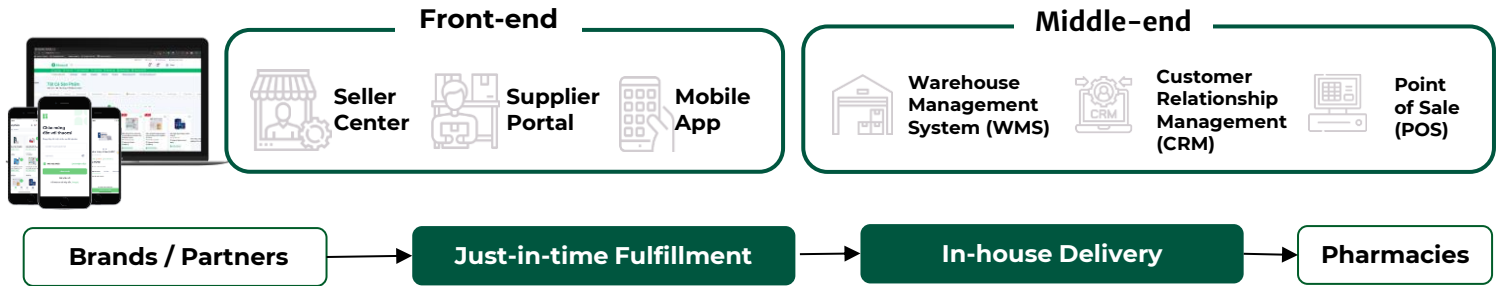 Front-end
Middle-end
Seller
Center
Supplier
Portal
Mobile
App
Warehouse
Management
System (WMS)
CRM
Customer
Relationship
Management
(CRM)
Point
of Sale
(POS)
Brands / Partners
Just-in-time Fulfillment
In-house Delivery
Pharmacies